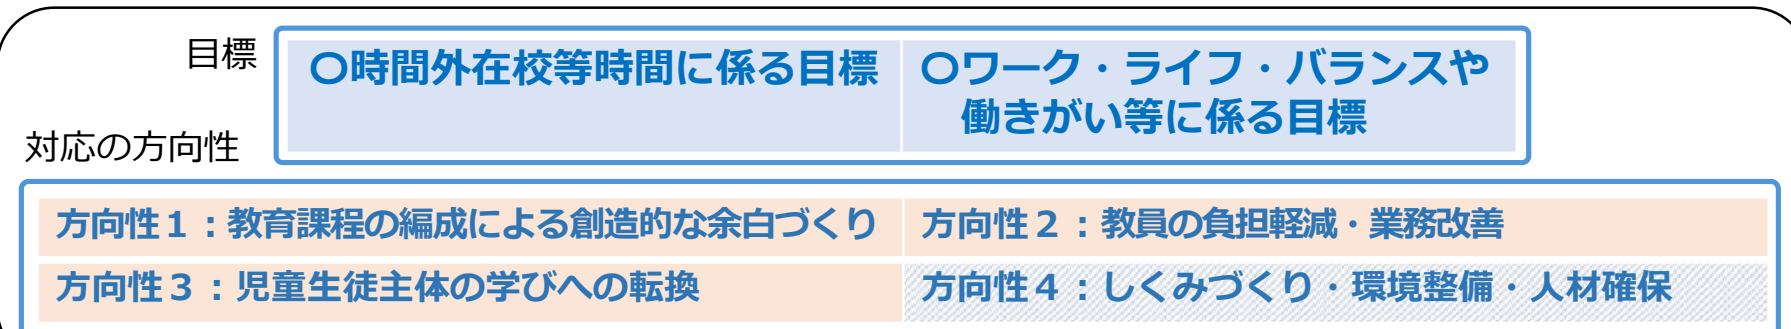 目標
〇時間外在校等時間に係る目標
〇ワーク・ライフ・バランスや
働きがい等に係る目標
対応の方向性
方向性１：教育課程の編成による創造的な余白づくり
方向性２：教員の負担軽減・業務改善
方向性３：児童生徒主体の学びへの転換
方向性４：しくみづくり・環境整備・人材確保